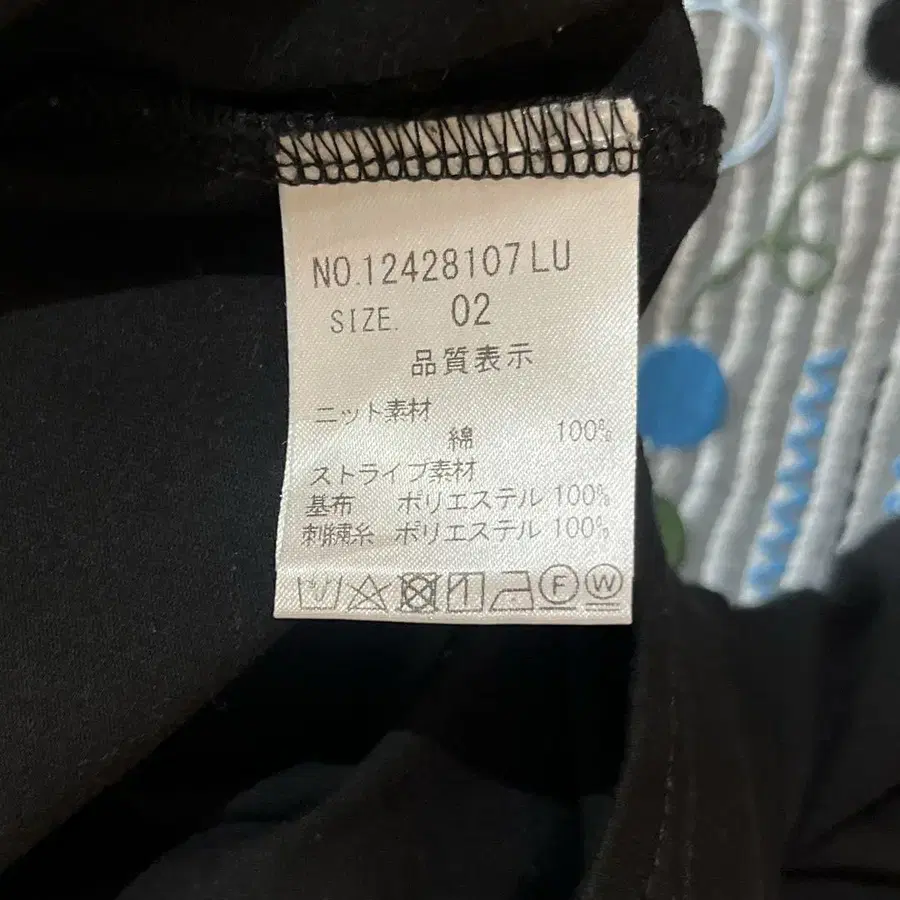 NO.12428107LU
SIZE. 02
品質表示
ニット素材
綿 100%
ストライプ素材
基布 ポリエステル 100%
刺繍糸 ポリエステル 100%
F W